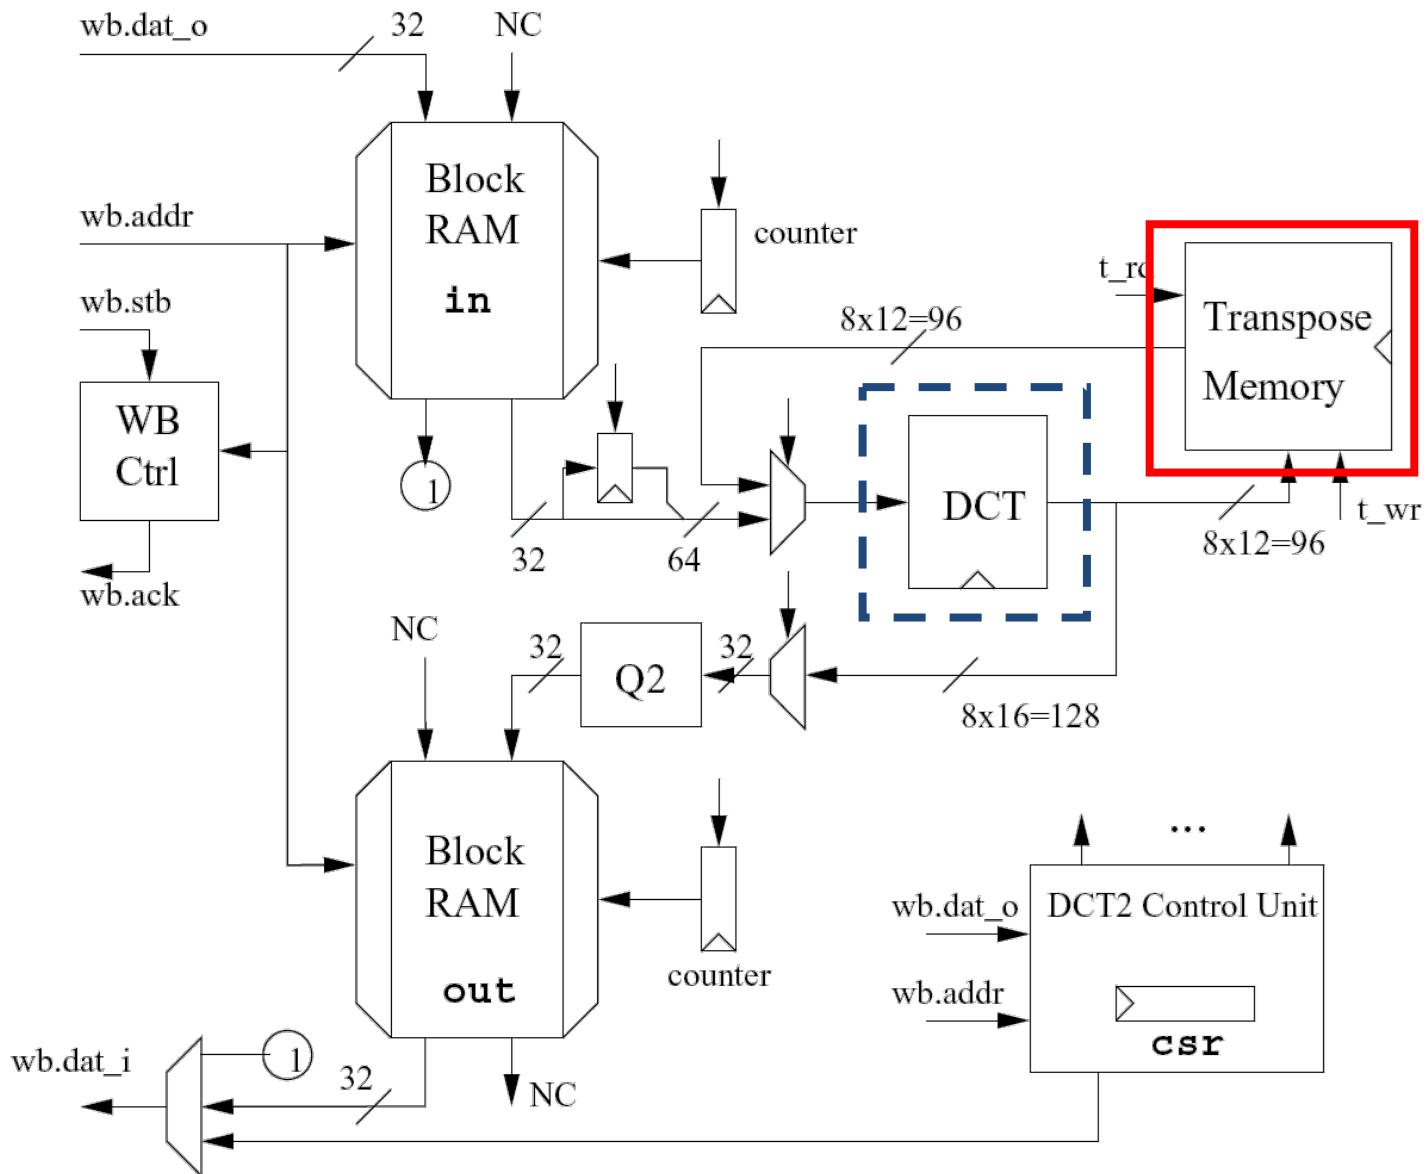 wb.dat_o
32
NC
Block
RAM
in
wb.addr
counter
wb.stb
t_rd
Transpose
Memory
8x12=96
WB
Ctrl
1
DCT
32
64
t_wr
8x12=96
wb.ack
NC
32
Q2
32
8x16=128
Block
RAM
out
counter
...
wb.dat_o
DCT2 Control Unit
wb.addr
csr
wb.dat_i
1
32
NC